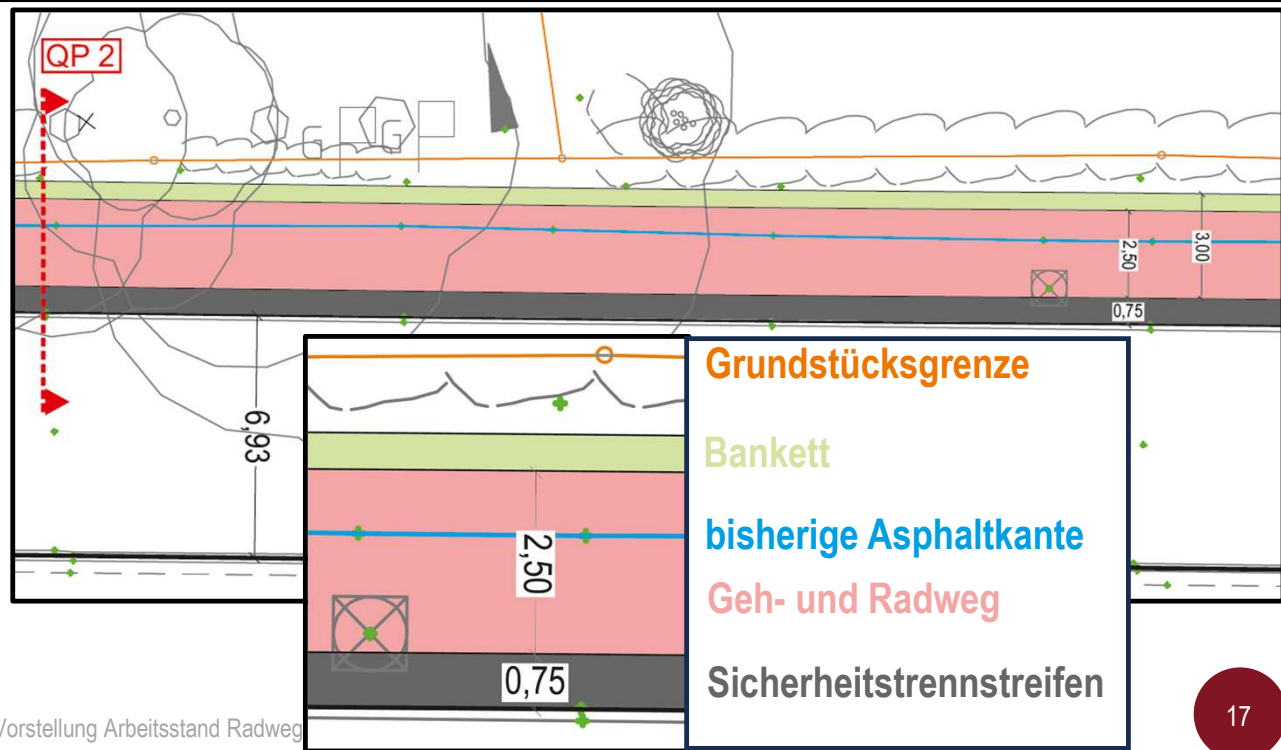 QP 2
G
G
2,50
3,00
0,75
6,93
2,50
0,75
Grundstücksgrenze
Bankett
bisherige Asphaltkante
Geh- und Radweg
Sicherheitstrennstreifen
Vorstellung Arbeitsstand Radweg
17